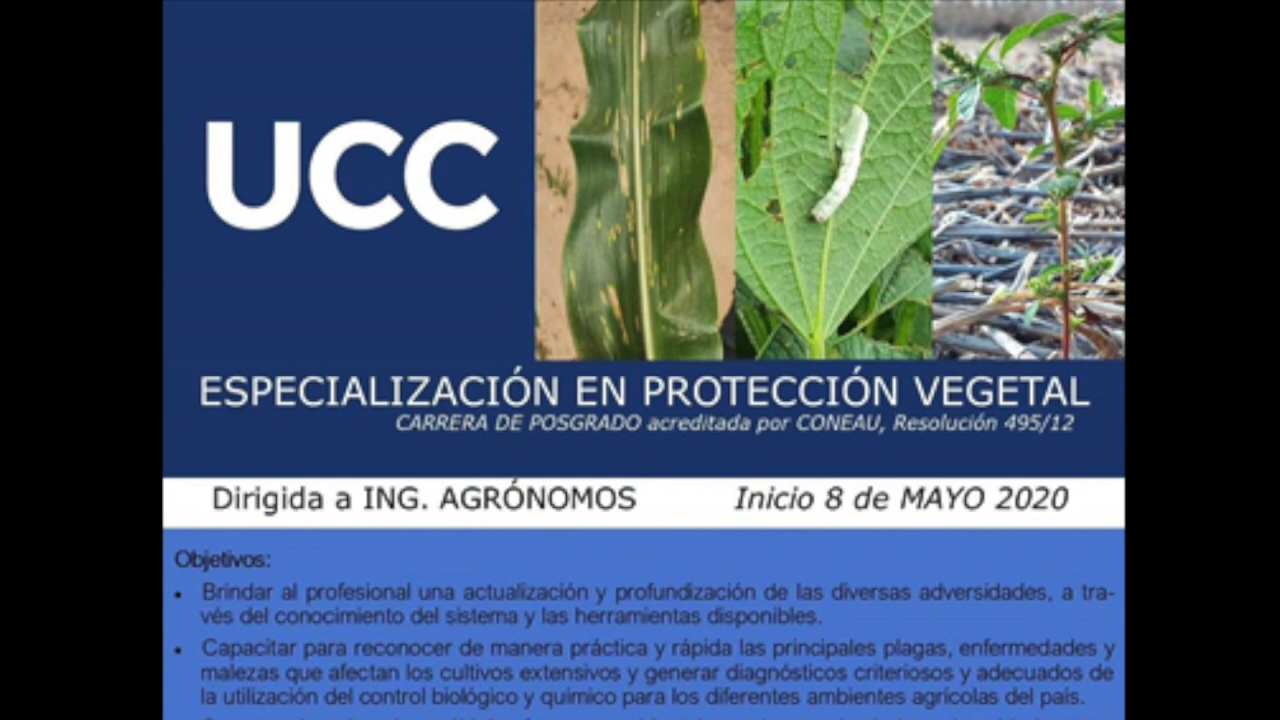 UCC
ESPECIALIZACIÓN EN PROTECCIÓN VEGETAL
CARRERA DE POSGRADO acreditada por CONEAU, Resolución 495/12
Dirigida a ING. AGRÓNOMOS Inicio 8 de MAYO 2020
Objetivos:
• Brindar al profesional una actualización y profundización de las diversas adversidades, a tra-
vés del conocimiento del sistema y las herramientas disponibles.
• Capacitar para reconocer de manera práctica y rápida las principales plagas, enfermedades y
malezas que afectan los cultivos extensivos y generar diagnósticos criteriosos y adecuados de
la utilización del control biológico y químico para los diferentes ambientes agrícolas del país.